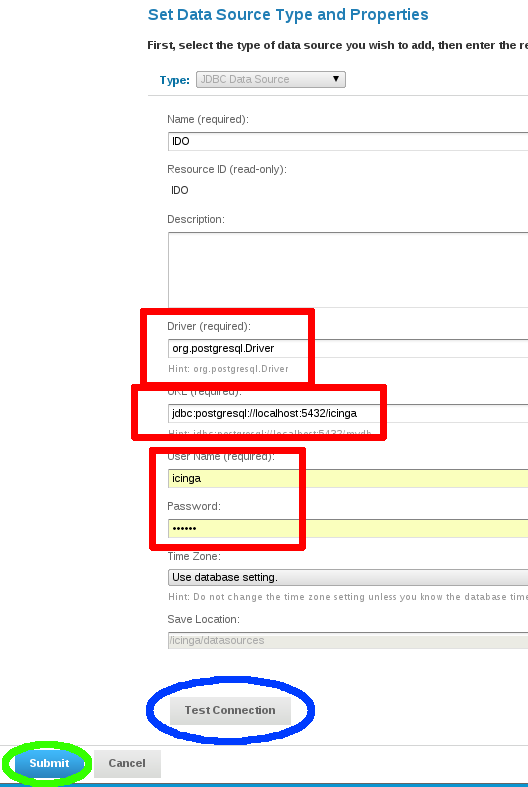 Set Data Source Type and Properties
First, select the type of data source you wish to add, then enter the re
Type: JDBC Data Source
Name (required):
IDO
Resource ID (read-only):
IDO
Description:
Driver (required):
org.postgresql.Driver
Hint: org.postgresql.Driver
URL (required):
jdbc:postgresql://localhost:5432/icinga
Hint: jdbc:postgresql://localhost:5432/mydb
User Name (required):
icinga
Password:
••••••
Time Zone:
Use database setting.
Hint: Do not change the time zone setting unless you know the database time
Save Location:
/icinga/datasources
Test Connection
Submit Cancel